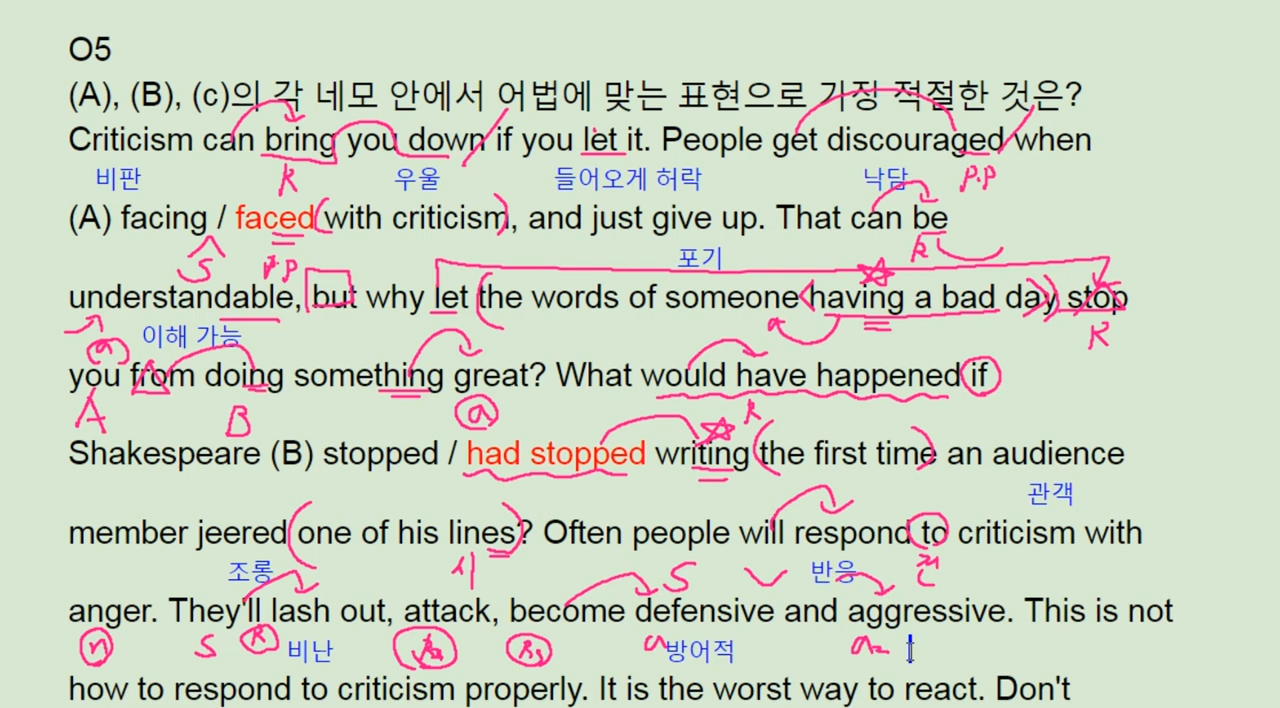 O5
(A), (B), (c)의 각 네모 안에서 어법에 맞는 표현으로 가장 적절한 것은?
Criticism can bring you down if you let it. People get discouraged when
비판 R 우울 들어오게 허락 낙담 p.p
(A) facing / faced with criticism, and just give up. That can be
S p.p 포기 R
understandable, but why let the words of someone having a bad day stop
a 이해 가능 a R
you from doing something great? What would have happened if
A B a R
Shakespeare (B) stopped / had stopped writing the first time an audience
관객
member jeered one of his lines? Often people will respond to criticism with
조롱 시 S V 반응 전
anger. They'll lash out, attack, become defensive and aggressive. This is not
n S R 비난 R2 R3 a 방어적 a2
how to respond to criticism properly. It is the worst way to react. Don't